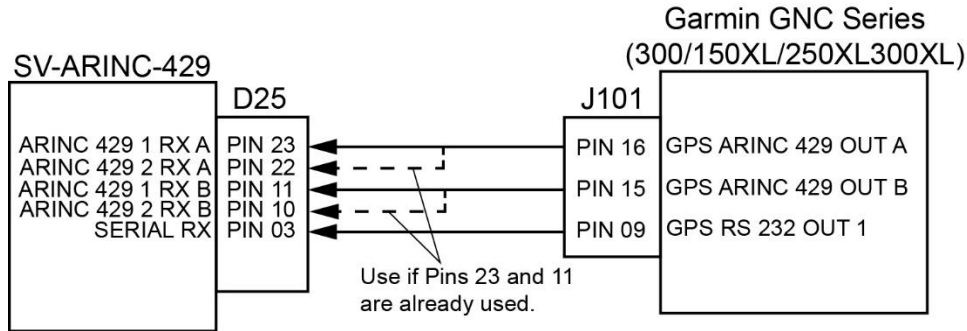 Garmin GNC Series
(300/150XL/250XL300XL)
SV-ARINC-429
D25
J101
ARINC 429 1 RX A PIN 23
ARINC 429 2 RX A PIN 22
ARINC 429 1 RX B PIN 11
ARINC 429 2 RX B PIN 10
SERIAL RX PIN 03
PIN 16 GPS ARINC 429 OUT A
PIN 15 GPS ARINC 429 OUT B
PIN 09 GPS RS 232 OUT 1
Use if Pins 23 and 11
are already used.